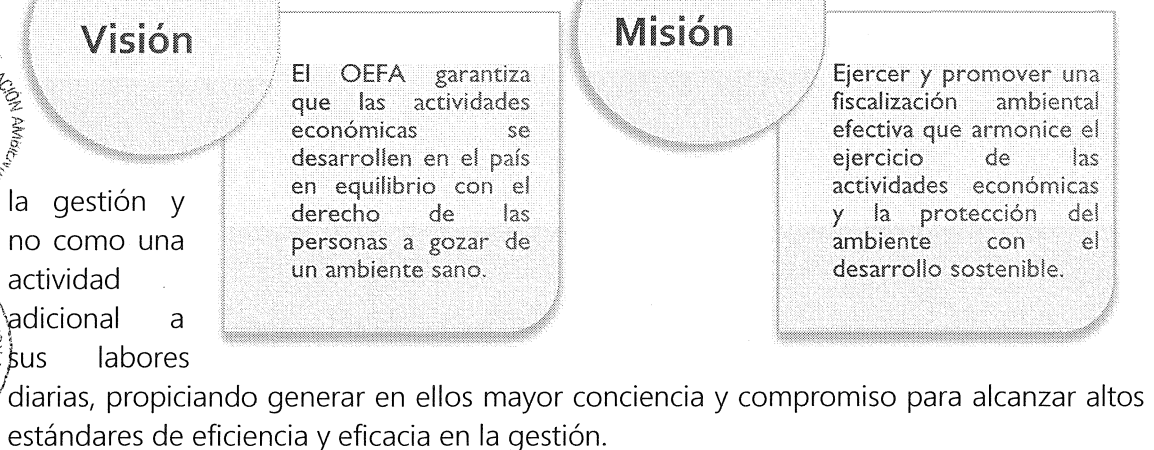 Visión
El OEFA garantiza
que las actividades
económicas se
desarrollen en el país
en equilibrio con el
derecho de las
personas a gozar de
un ambiente sano.
Misión
Ejercer y promover una
fiscalización ambiental
efectiva que armonice el
ejercicio de las
actividades económicas
y la protección del
ambiente con el
desarrollo sostenible.
la gestión y
no como una
actividad
adicional a
sus labores
diarias, propiciando generar en ellos mayor conciencia y compromiso para alcanzar altos
estándares de eficiencia y eficacia en la gestión.